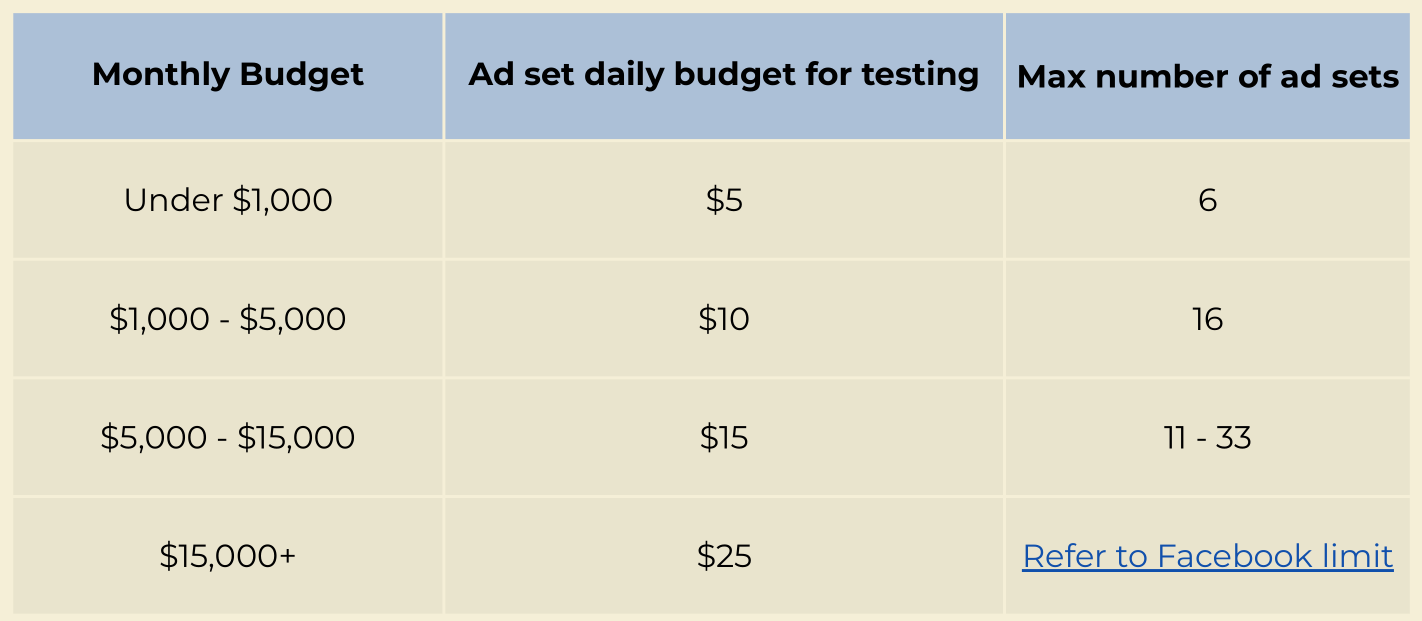 Monthly Budget Ad set daily budget for testing Max number of ad sets
Under $1,000 $5 6
$1,000 - $5,000 $10 16
$5,000 - $15,000 $15 11 - 33
$15,000+ $25 Refer to Facebook limit